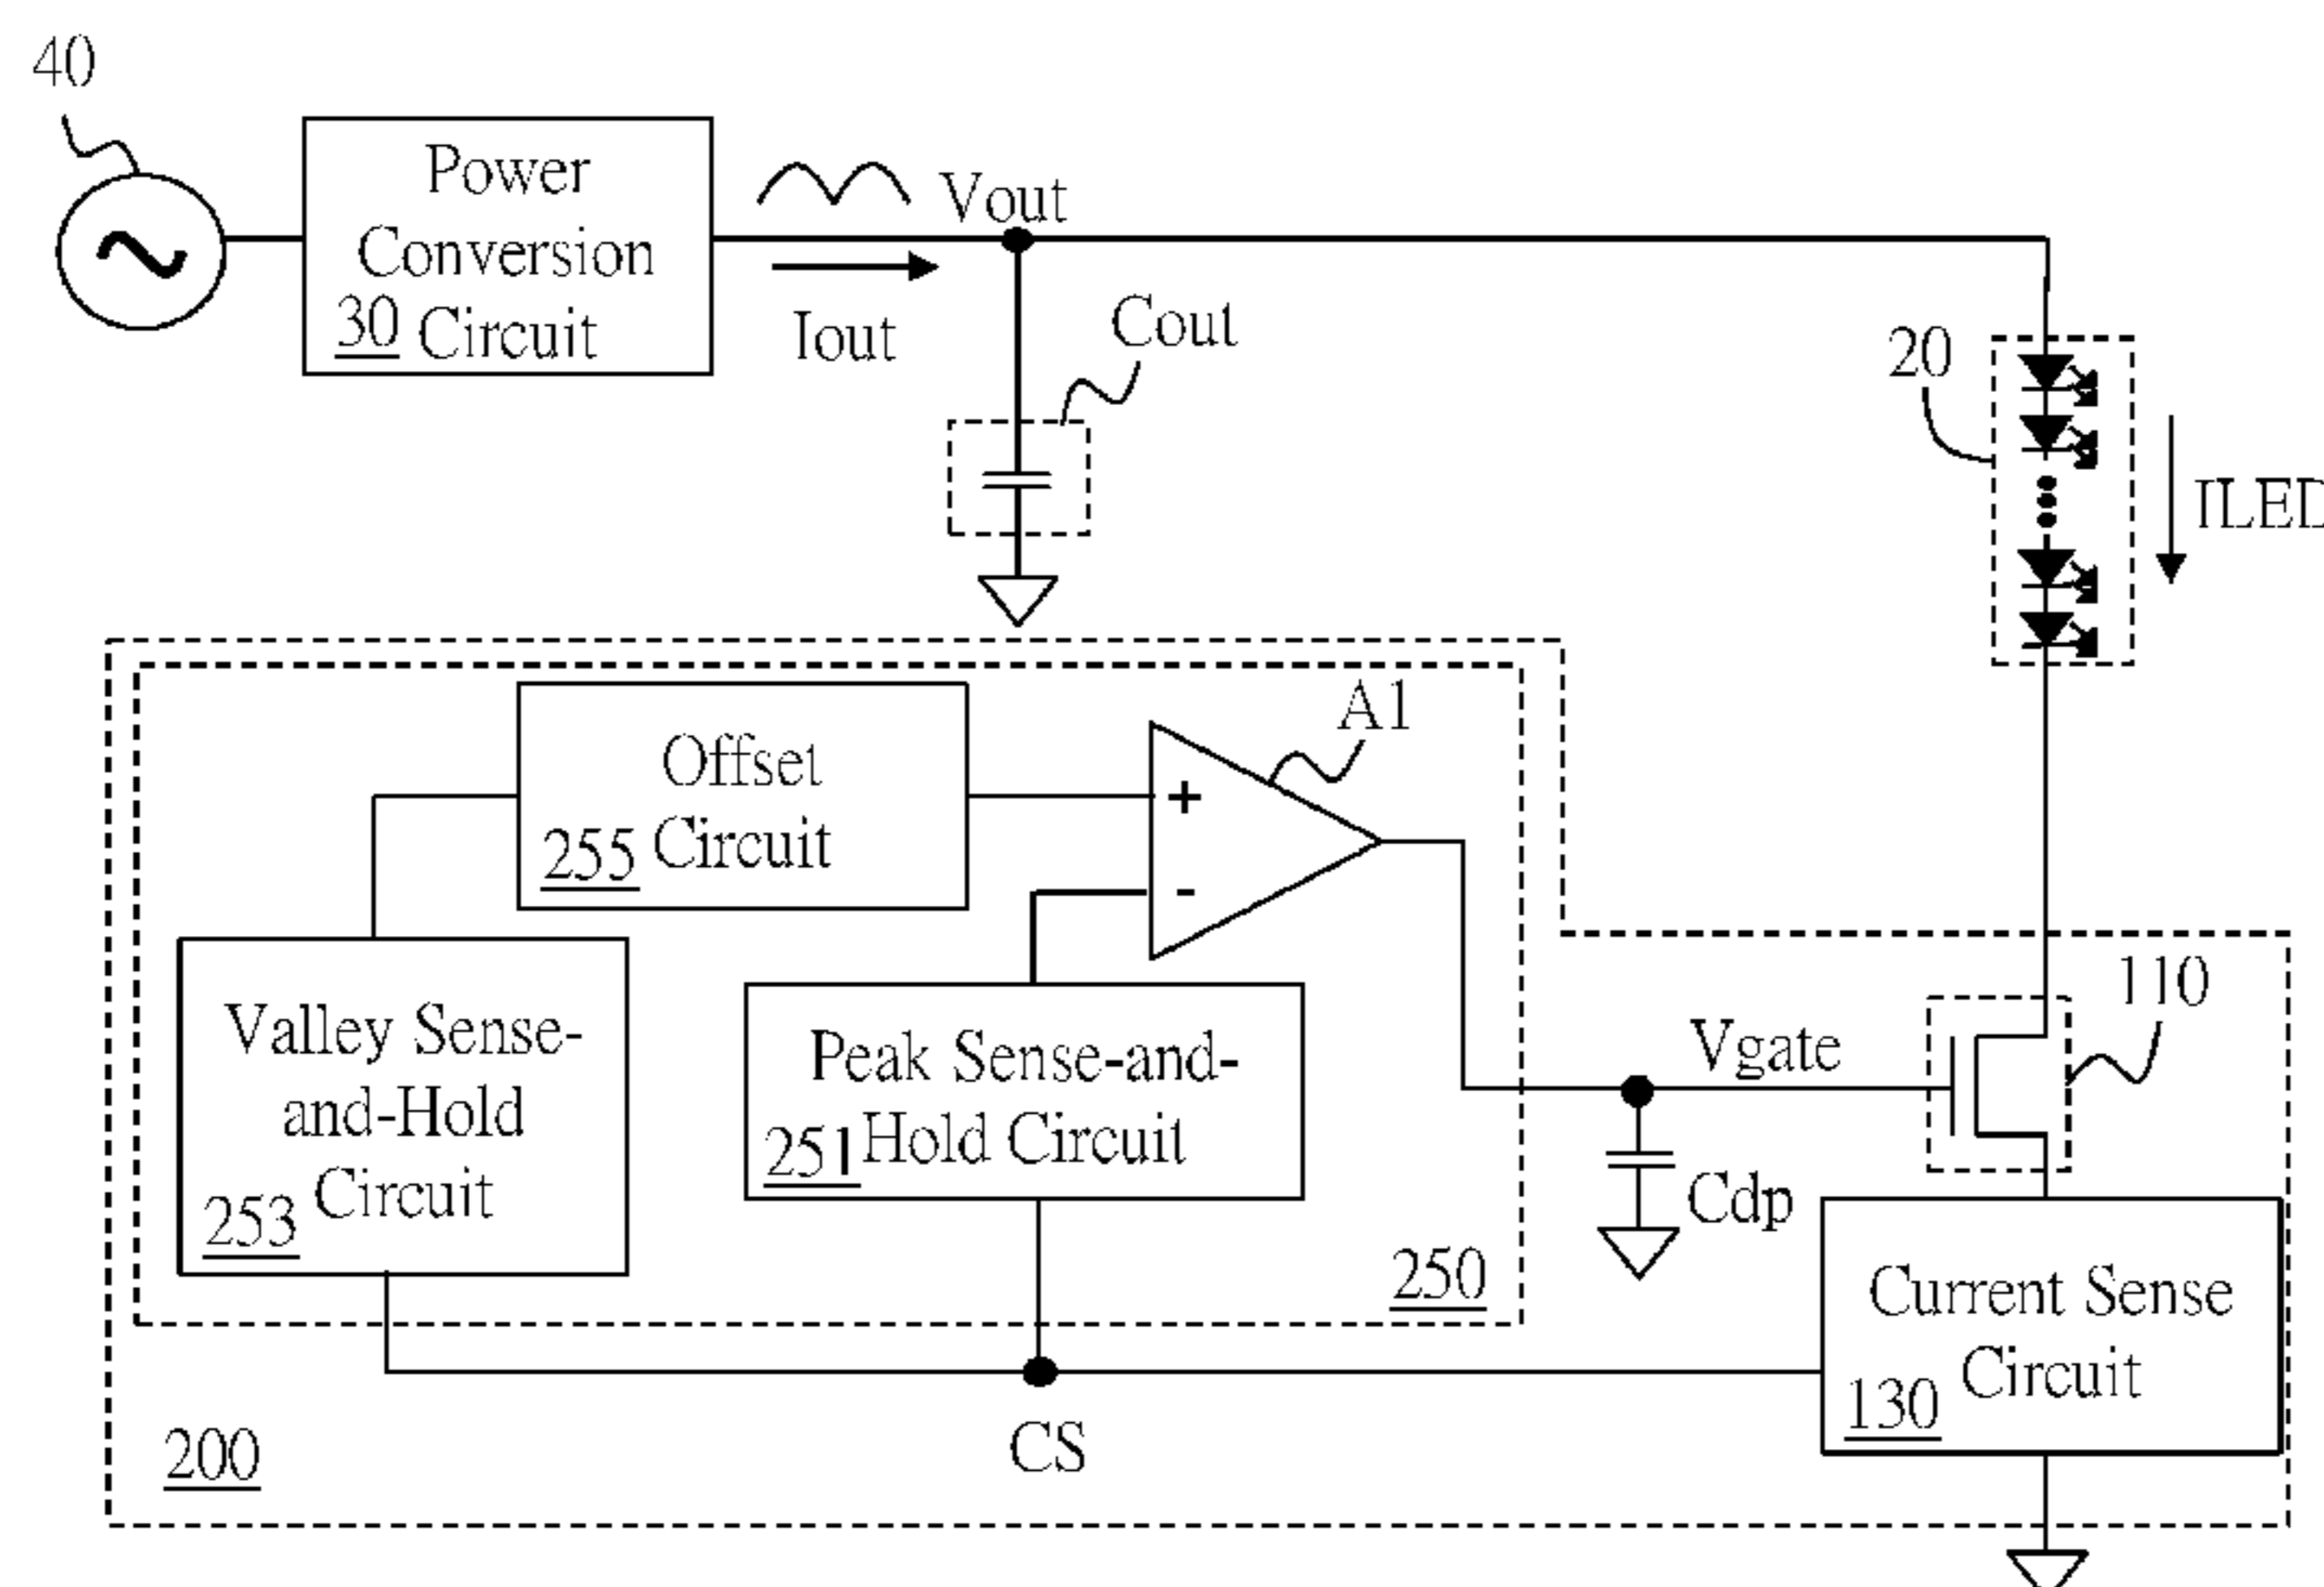 40
Power
Conversion
30 Circuit
Vout
Iout
Cout
20
ILED
A1
Offset
255 Circuit
+
-
Valley Sense-
and-Hold
Circuit
253
Peak Sense-and-
251 Hold Circuit
250
Vgate
110
Cdp
Current Sense
Circuit
130
CS
200